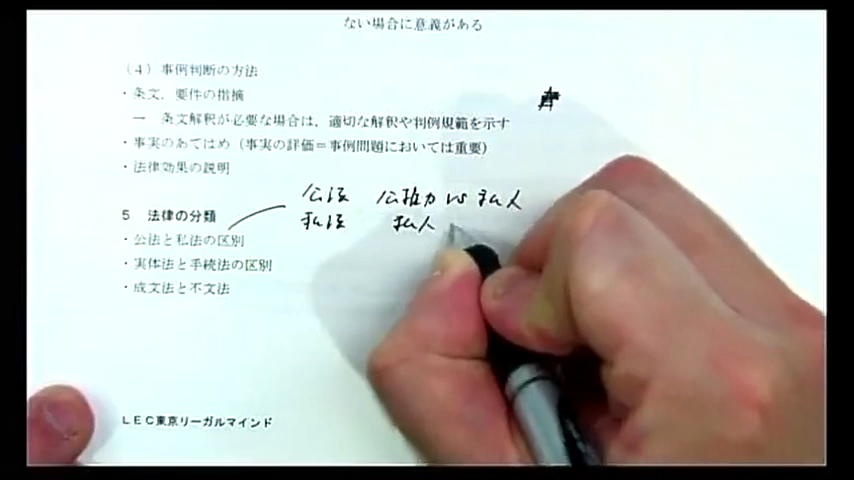 ない場合に意義がある
(4)事例判断の方法
・条文、要件の指摘
→ 条文解釈が必要な場合は、適切な解釈や判例規範を示す
・事実のあてはめ(事実の評価=事例問題においては重要)
・法律効果の説明
公法 公権力 vs 私人
5 法律の分類
私法 私人
・公法と私法の区別
・実体法と手続法の区別
・成文法と不文法
LEC東京リーガルマインド